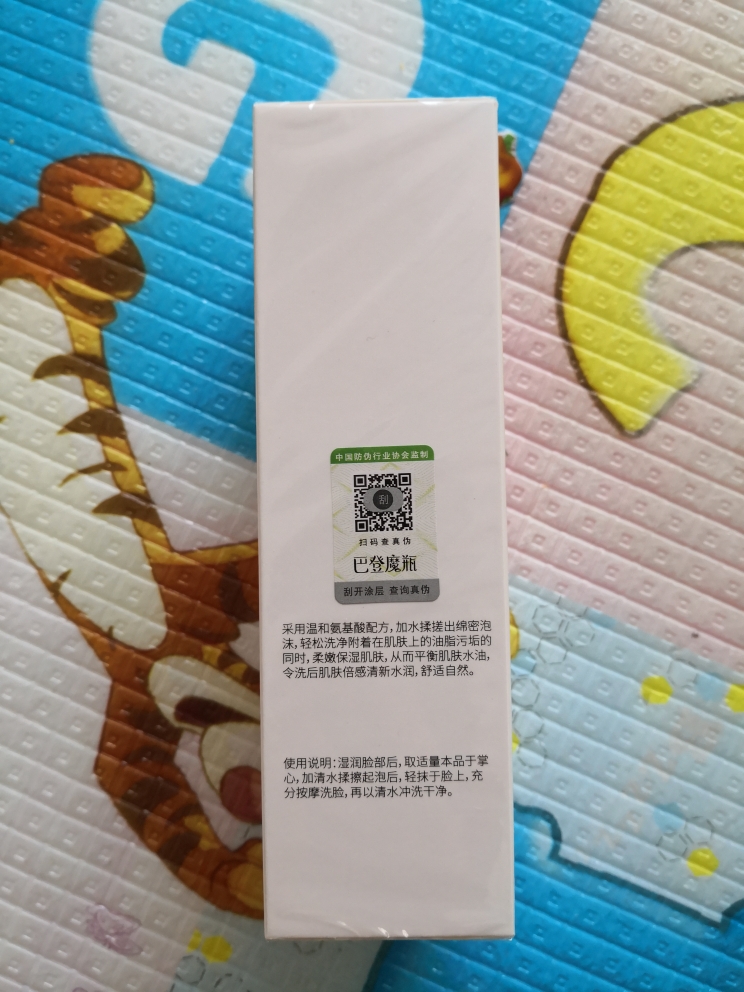 中国防伪行业协会监制
刮
扫码查真伪
巴登魔瓶
刮开涂层 查询真伪
采用温和氨基酸配方,加水揉搓出绵密泡
沫,轻松洗净附着在肌肤上的油脂污垢的
同时,柔嫩保湿肌肤,从而平衡肌肤水油,
令洗后肌肤倍感清新水润,舒适自然。
使用说明:湿润脸部后,取适量本品于掌
心,加清水揉擦起泡后,轻抹于脸上,充
分按摩洗脸,再以清水冲洗干净。